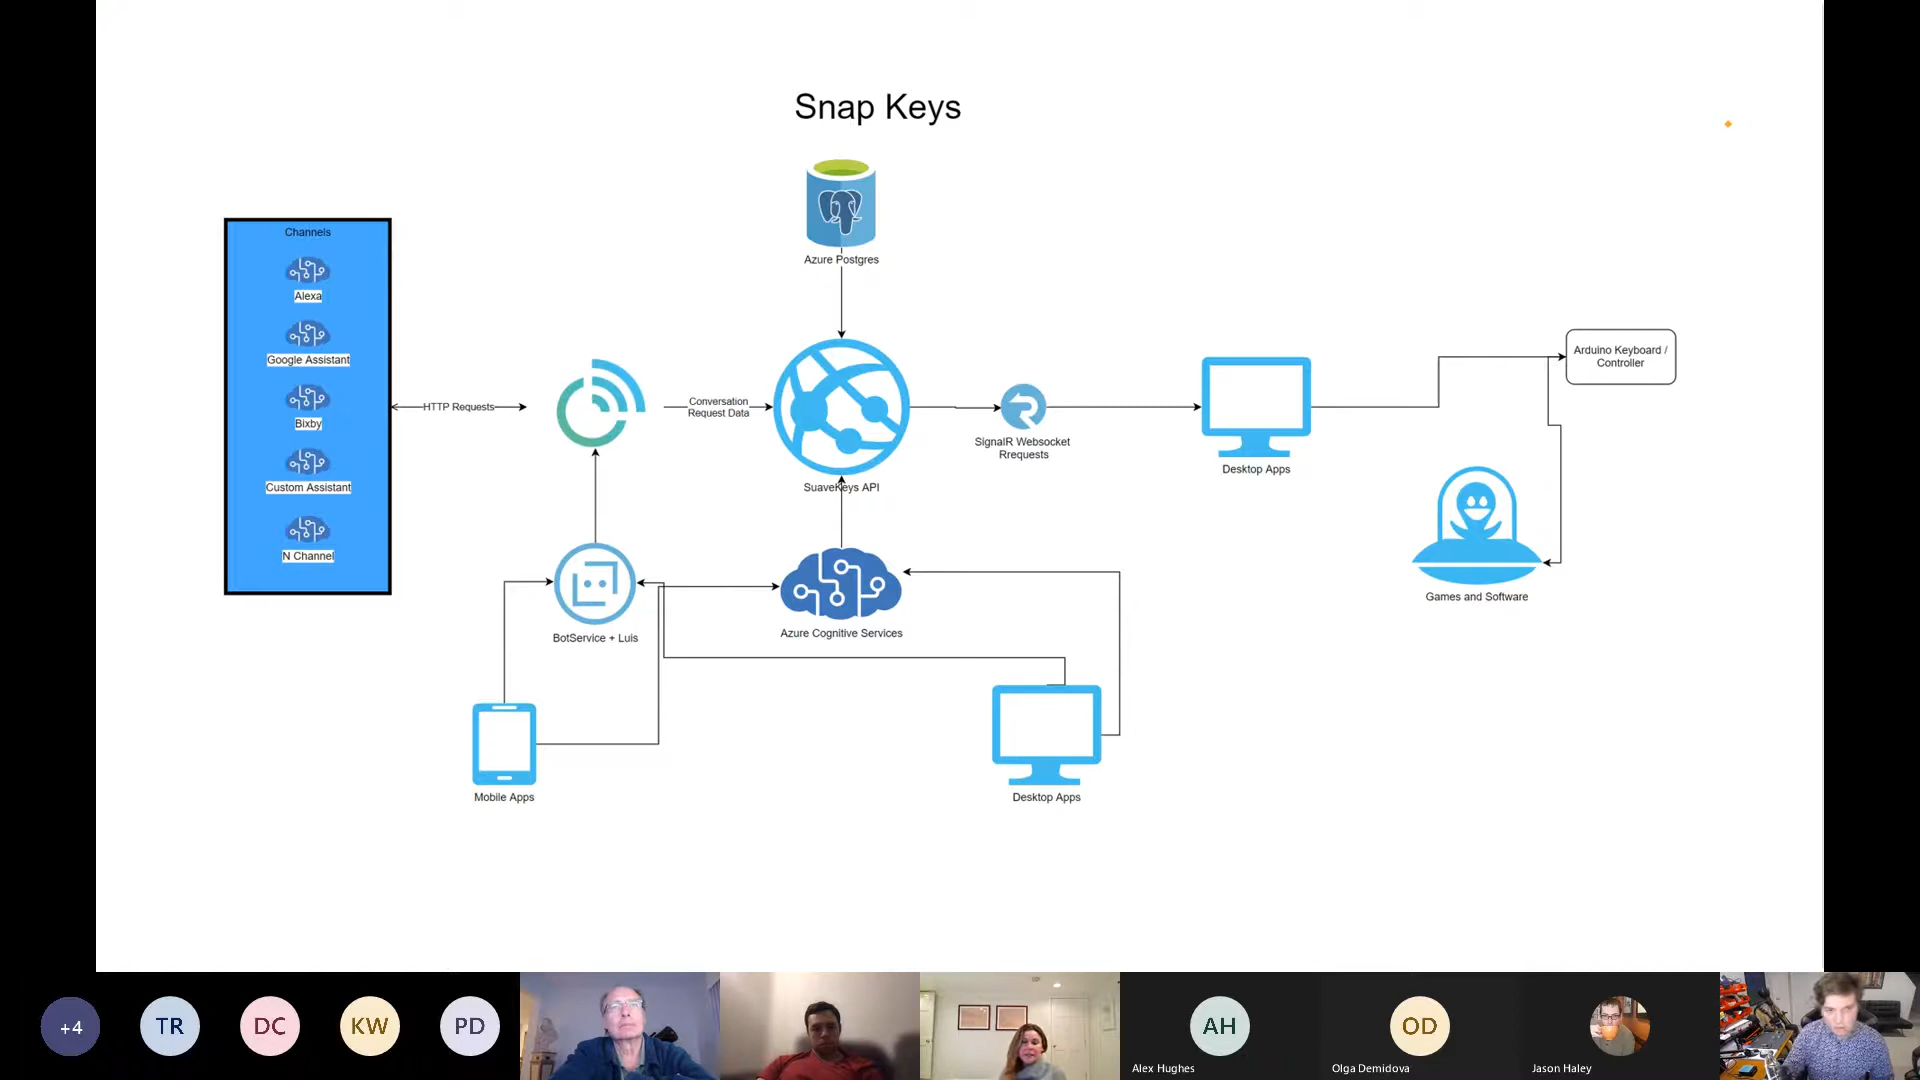 Snap Keys
Azure Postgres
Channels
Alexa
Google Assistant
Bixby
Custom Assistant
N Channel
HTTP Requests
Conversation
Request Data
SuaveKeys API
SignalR Websocket
Rrequests
Desktop Apps
Arduino Keyboard /
Controller
Games and Software
BotService + Luis
Azure Cognitive Services
Mobile Apps
Desktop Apps
+4
TR
DC
KW
PD
AH
Alex Hughes
OD
Olga Demidova
Jason Haley